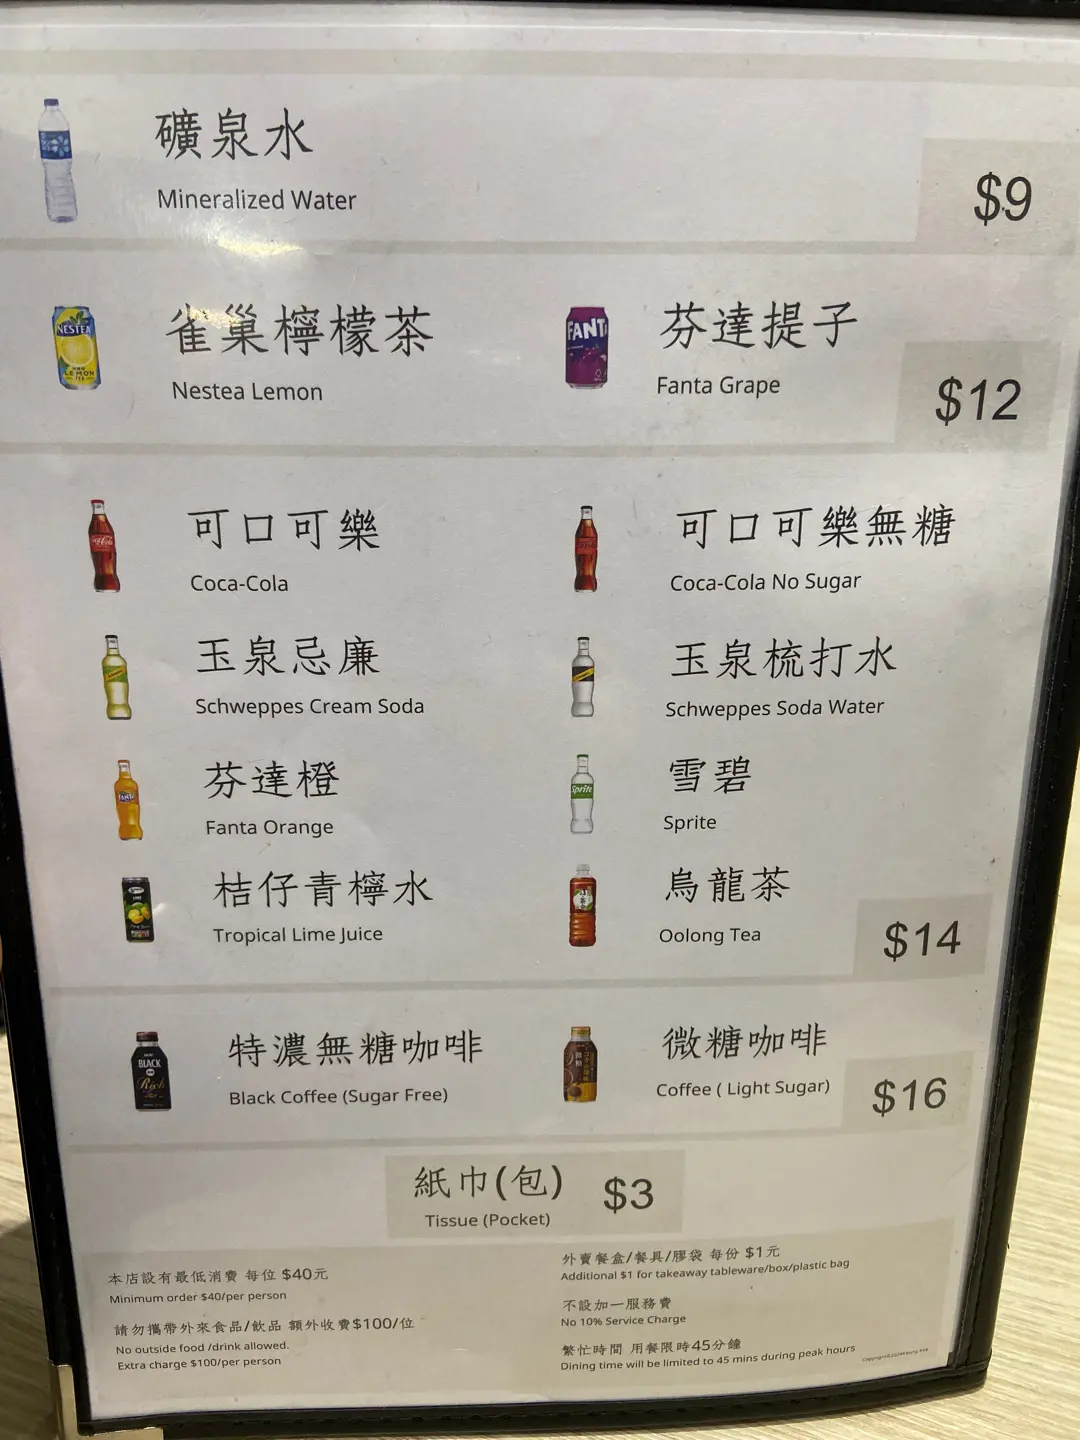 礦泉水
Mineralized Water
$9
雀巢檸檬茶
Nestea Lemon
芬達提子
Fanta Grape
$12
NESTEA
LEMON
FANTA
可口可樂
Coca-Cola
可口可樂無糖
Coca-Cola No Sugar
玉泉忌廉
Schweppes Cream Soda
玉泉梳打水
Schweppes Soda Water
芬達橙
Fanta Orange
雪碧
Sprite
Sprite
桔仔青檸水
Tropical Lime Juice
烏龍茶
Oolong Tea
$14
特濃無糖咖啡
Black Coffee (Sugar Free)
BLACK
Rich
微糖咖啡
Coffee ( Light Sugar)
$16
紙巾(包) $3
Tissue (Pocket)
本店設有最低消費 每位 $40元
Minimum order $40/per person
請勿攜帶外來食品/飲品 額外收費$100/位
No outside food /drink allowed.
Extra charge $100/per person
外賣餐盒/餐具/膠袋 每份 $1元
Additional $1 for takeaway tableware/box/plastic bag
不設加一服務費
No 10% Service Charge
繁忙時間 用餐限時45分鐘
Dining time will be limited to 45 mins during peak hours